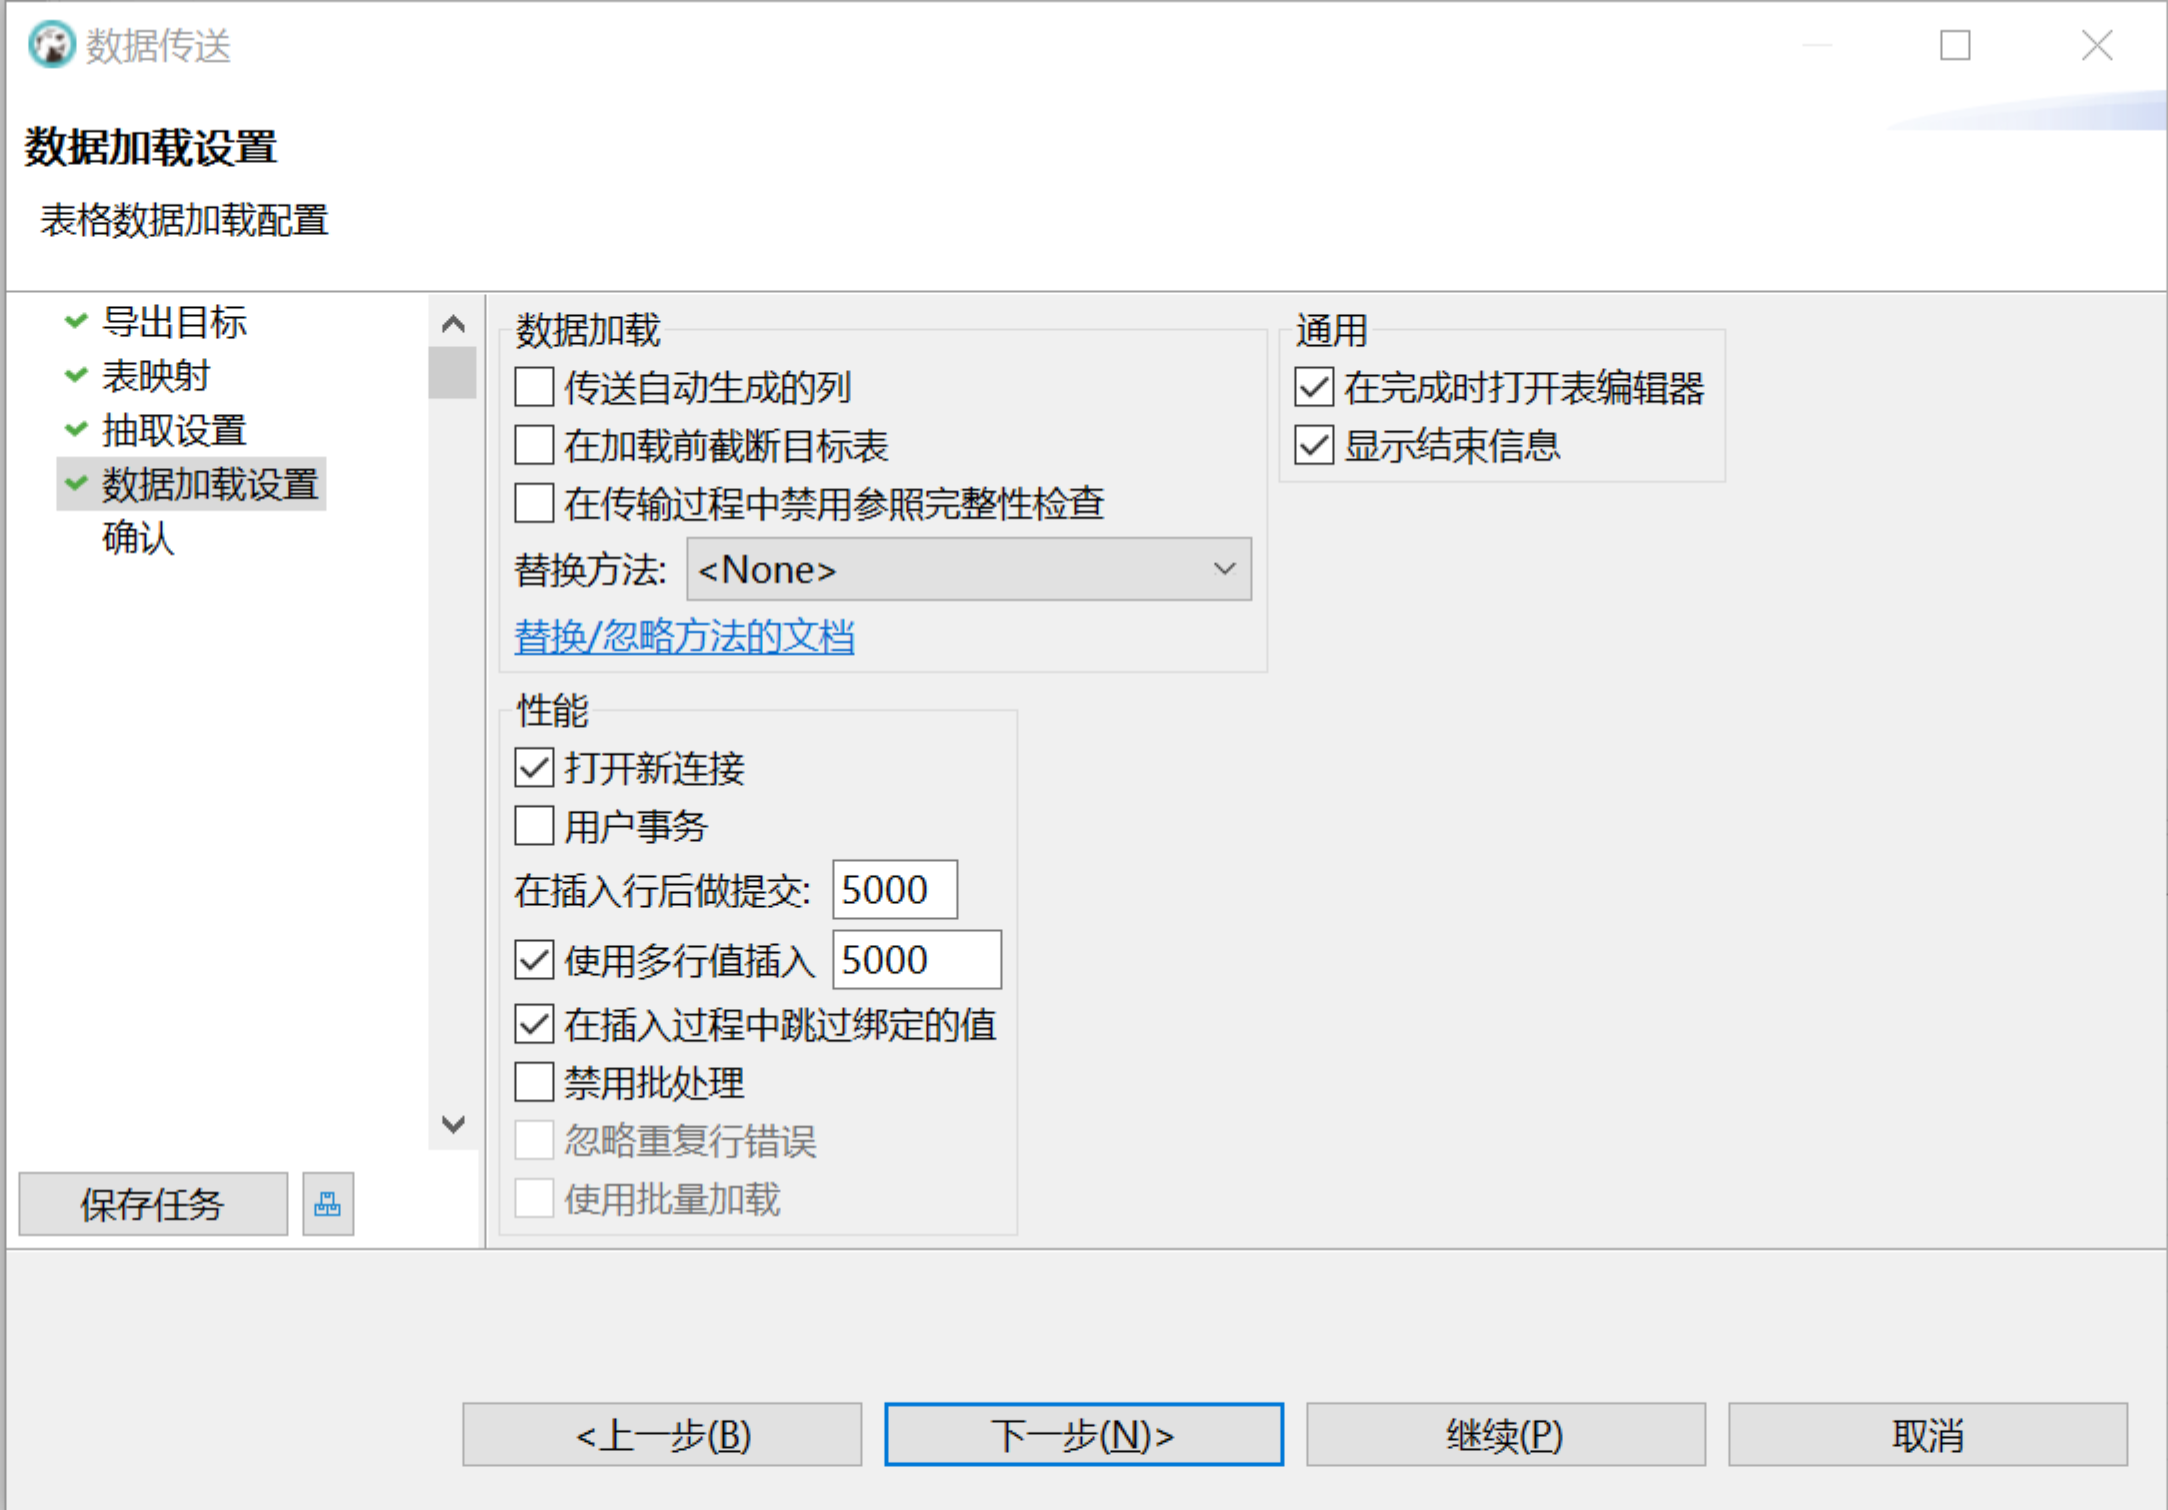 数据传送
数据加载设置
表格数据加载配置
导出目标
表映射
抽取设置
数据加载设置
确认
保存任务
数据加载
传送自动生成的列
在加载前截断目标表
在传输过程中禁用参照完整性检查
替换方法: <None>
替换/忽略方法的文档
通用
在完成时打开表编辑器
显示结束信息
性能
打开新连接
用户事务
在插入行后做提交: 5000
使用多行值插入 5000
在插入过程中跳过绑定的值
禁用批处理
忽略重复行错误
使用批量加载
<上一步(B) 下一步(N)> 继续(P) 取消